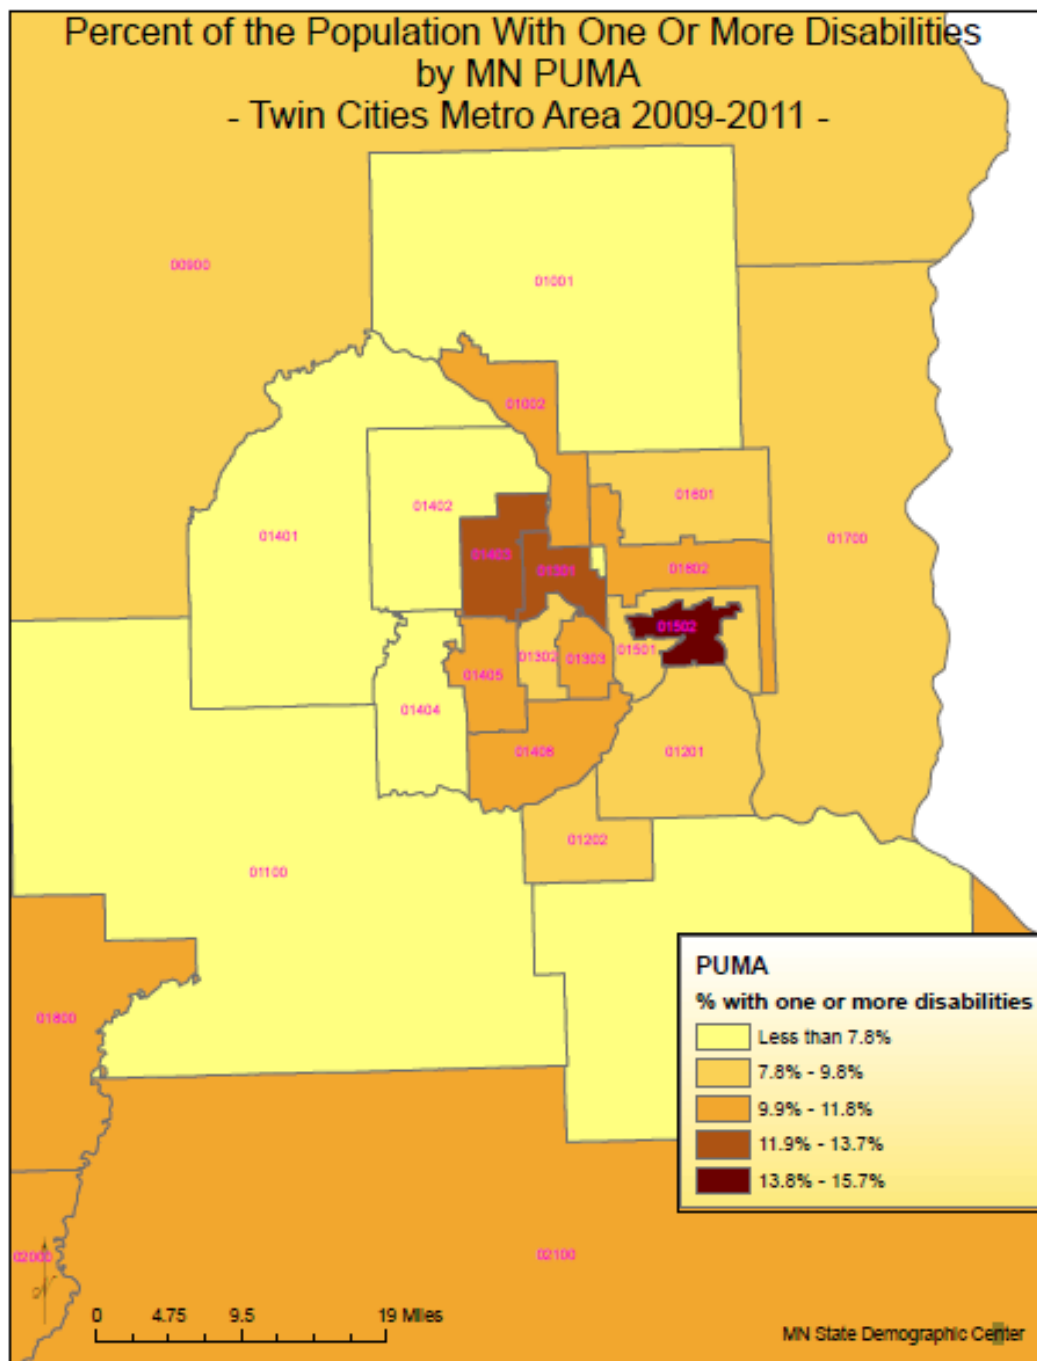 Percent of the Population With One Or More Disabilities
by MN PUMA
- Twin Cities Metro Area 2009-2011 -
00900
01001
01002
01402
01601
01401
01700
01403
01301
01602
01502
01501
01302
01303
01405
01404
01406
01201
01202
01100
PUMA
% with one or more disabilities
Less than 7.8%
7.8% - 9.8%
9.9% - 11.8%
11.9% - 13.7%
13.8% - 15.7%
01800
02000
02100
N
0 4.75 9.5 19 Miles
MN State Demographic Center